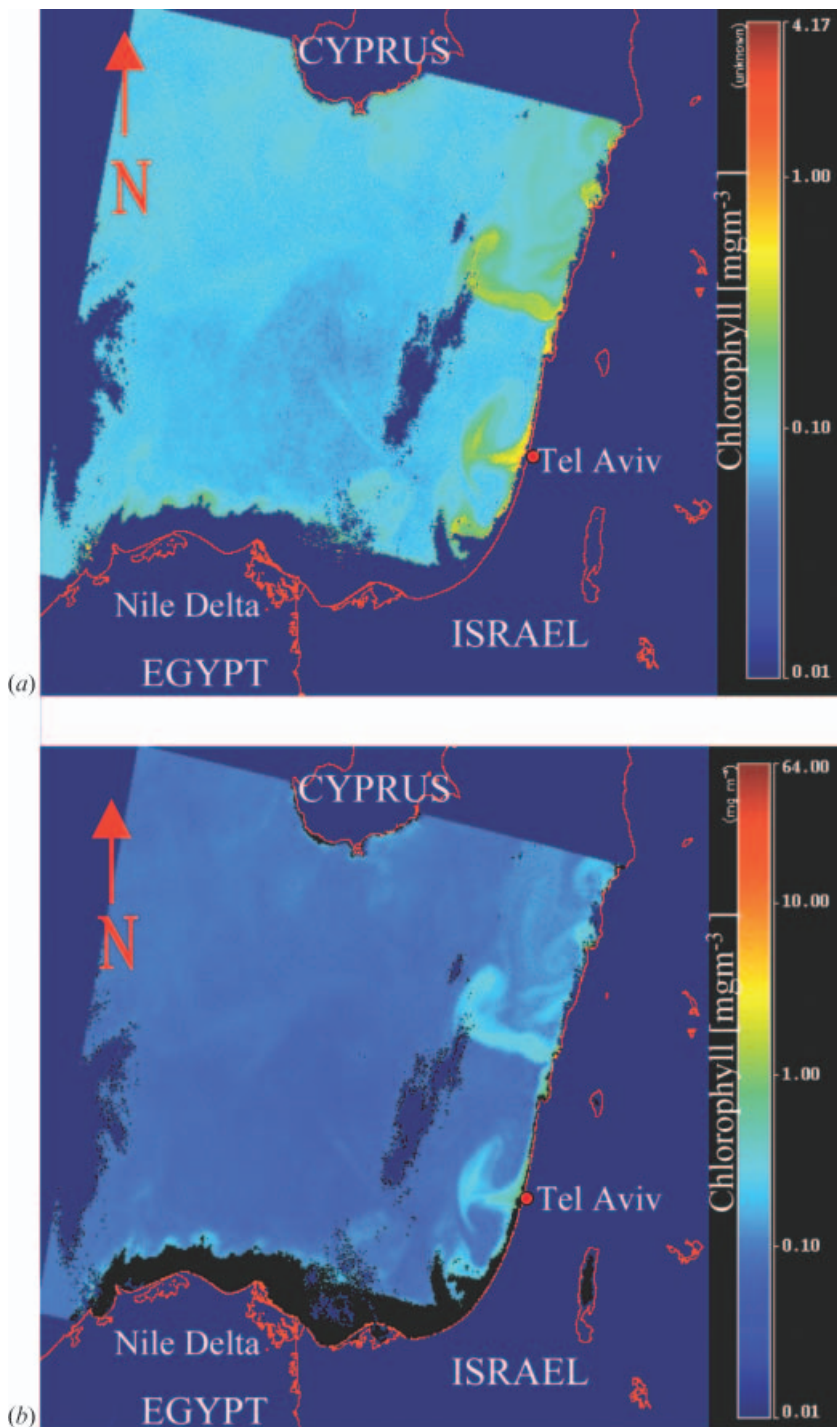 CYPRUS
N
Tel Aviv
Nile Delta
ISRAEL
EGYPT
(a)
(unknown)
Chlorophyll [mgm-3]
4.17
1.00
0.10
0.01
CYPRUS
N
Tel Aviv
Nile Delta
ISRAEL
EGYPT
(b)
(mg m-3)
Chlorophyll [mgm-3]
64.00
10.00
1.00
0.10
0.01